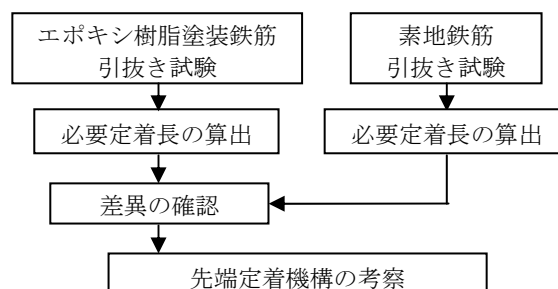 エポキシ樹脂塗装鉄筋
引抜き試験
素地鉄筋
引抜き試験
必要定着長の算出
必要定着長の算出
差異の確認
先端定着機構の考察